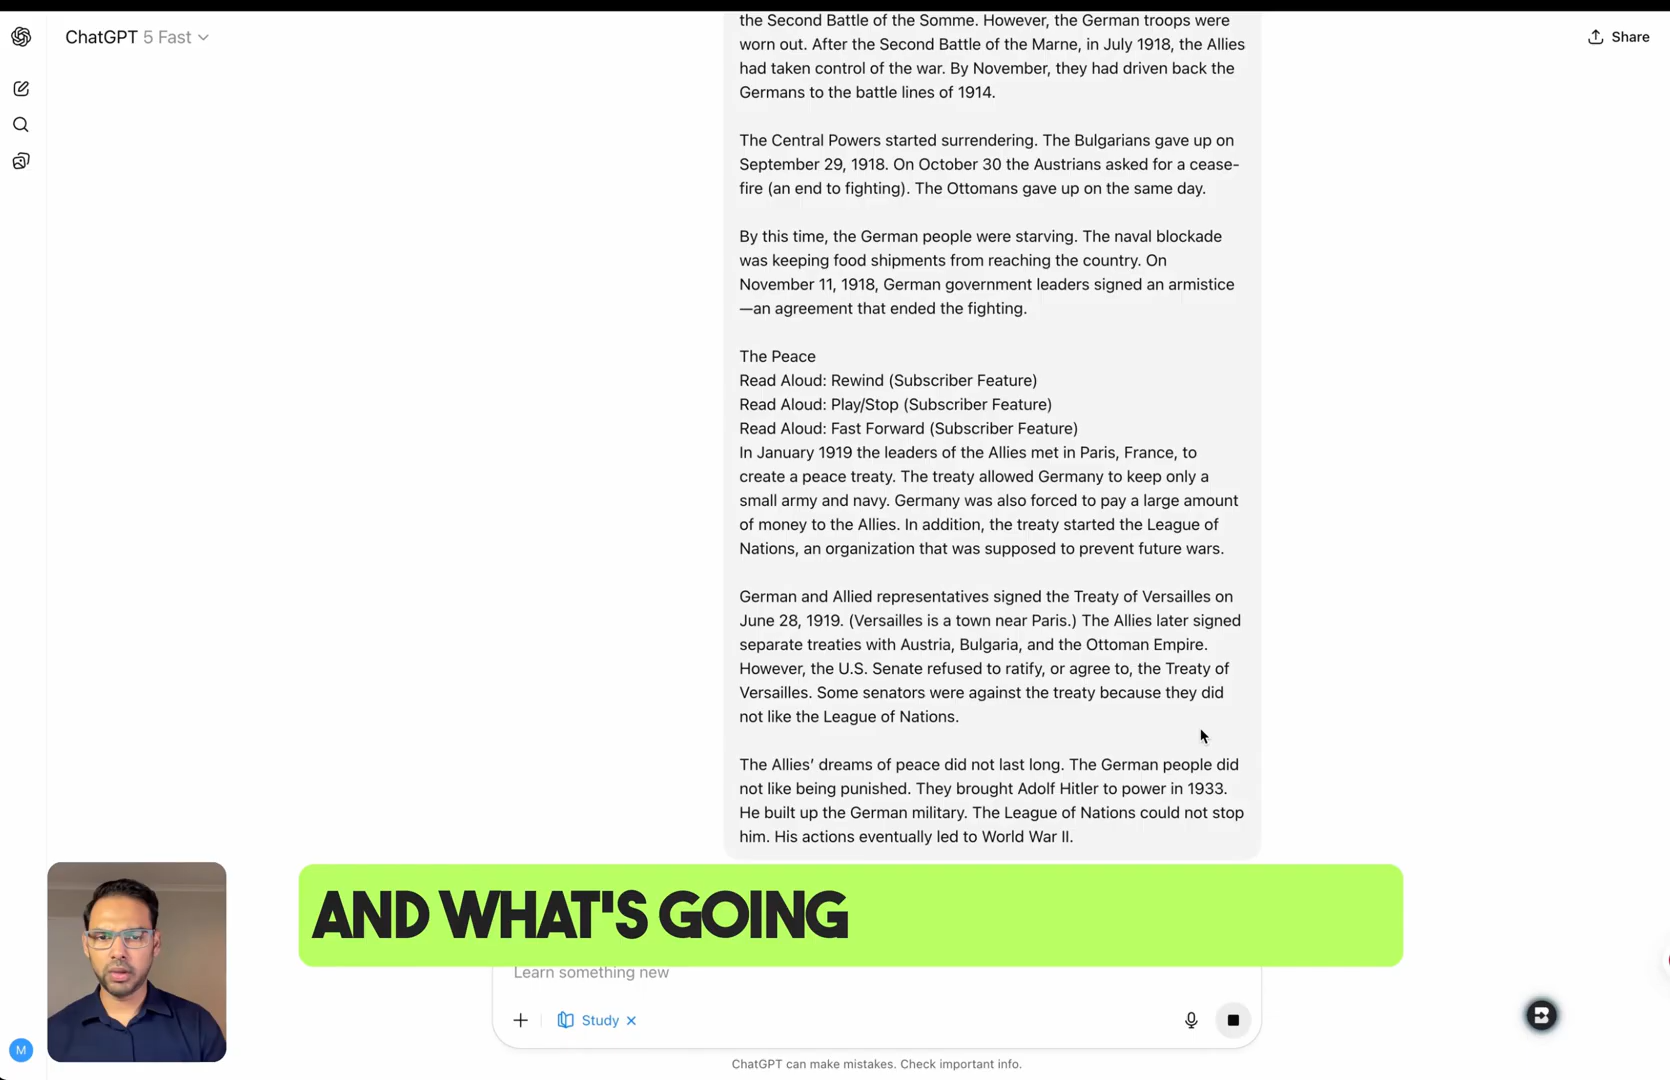 ChatGPT 5 Fast
Share
the Second Battle of the Somme. However, the German troops were
worn out. After the Second Battle of the Marne, in July 1918, the Allies
had taken control of the war. By November, they had driven back the
Germans to the battle lines of 1914.
The Central Powers started surrendering. The Bulgarians gave up on
September 29, 1918. On October 30 the Austrians asked for a cease-
fire (an end to fighting). The Ottomans gave up on the same day.
By this time, the German people were starving. The naval blockade
was keeping food shipments from reaching the country. On
November 11, 1918, German government leaders signed an armistice
—an agreement that ended the fighting.
The Peace
Read Aloud: Rewind (Subscriber Feature)
Read Aloud: Play/Stop (Subscriber Feature)
Read Aloud: Fast Forward (Subscriber Feature)
In January 1919 the leaders of the Allies met in Paris, France, to
create a peace treaty. The treaty allowed Germany to keep only a
small army and navy. Germany was also forced to pay a large amount
of money to the Allies. In addition, the treaty started the League of
Nations, an organization that was supposed to prevent future wars.
German and Allied representatives signed the Treaty of Versailles on
June 28, 1919. (Versailles is a town near Paris.) The Allies later signed
separate treaties with Austria, Bulgaria, and the Ottoman Empire.
However, the U.S. Senate refused to ratify, or agree to, the Treaty of
Versailles. Some senators were against the treaty because they did
not like the League of Nations.
The Allies’ dreams of peace did not last long. The German people did
not like being punished. They brought Adolf Hitler to power in 1933.
He built up the German military. The League of Nations could not stop
him. His actions eventually led to World War II.
AND WHAT'S GOING
Learn something new
Study
M
ChatGPT can make mistakes. Check important info.